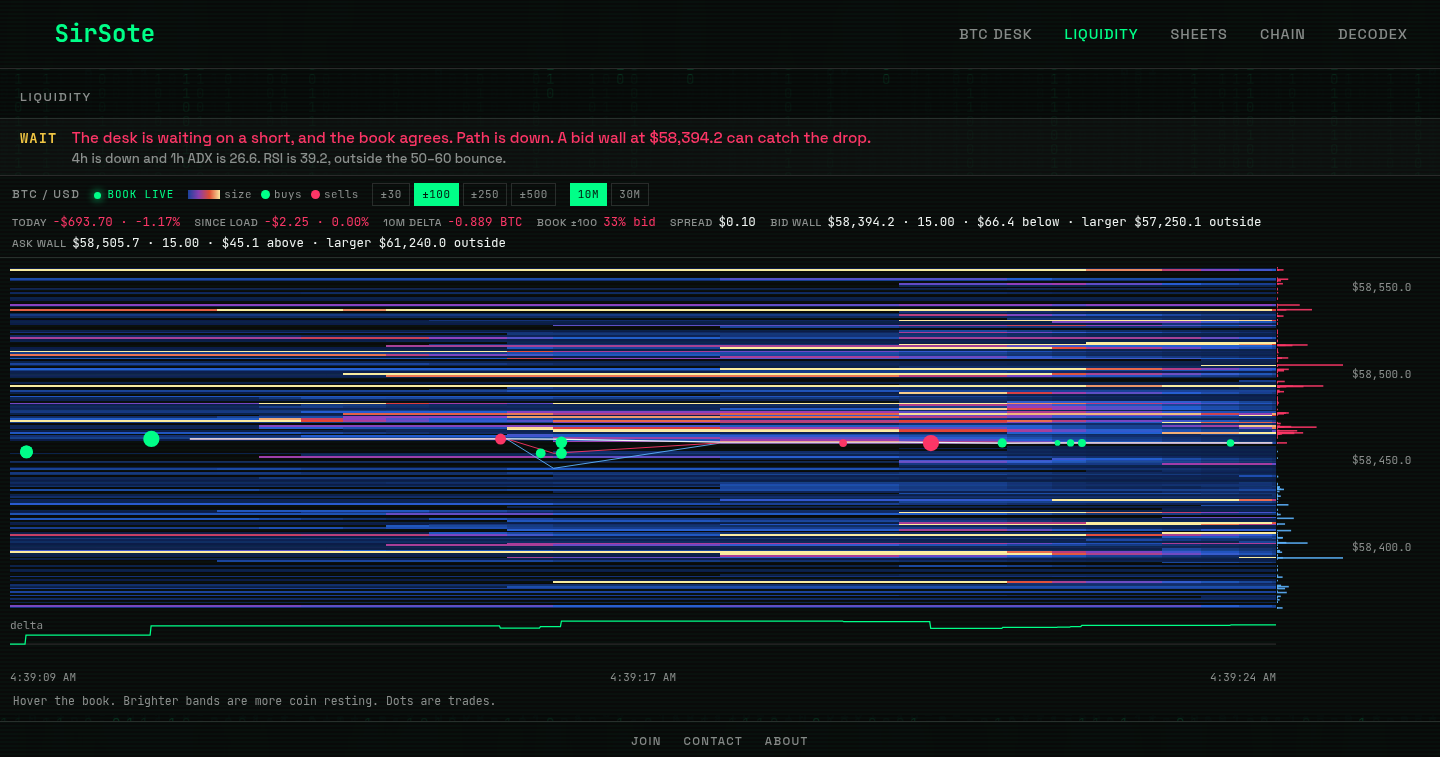 SirSote
BTC DESK LIQUIDITY SHEETS CHAIN DECODEX
LIQUIDITY
WAIT The desk is waiting on a short, and the book agrees. Path is down. A bid wall at $58,394.2 can catch the drop.
4h is down and 1h ADX is 26.6. RSI is 39.2, outside the 50–60 bounce.
BTC / USD BOOK LIVE size buys sells ±30 ±100 ±250 ±500 10M 30M
TODAY -$693.70 · -1.17% SINCE LOAD -$2.25 · 0.00% 10M DELTA -0.889 BTC BOOK ±100 33% bid SPREAD $0.10 BID WALL $58,394.2 · 15.00 · $66.4 below · larger $57,250.1 outside
ASK WALL $58,505.7 · 15.00 · $45.1 above · larger $61,240.0 outside
$58,550.0
$58,500.0
$58,450.0
$58,400.0
delta
4:39:09 AM 4:39:17 AM 4:39:24 AM
Hover the book. Brighter bands are more coin resting. Dots are trades.
JOIN CONTACT ABOUT